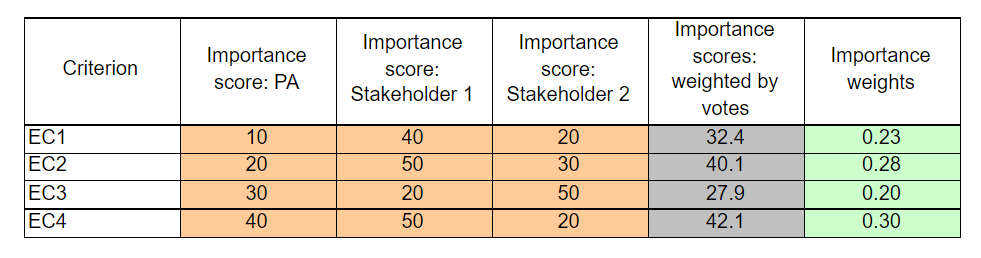 Criterion
Importance
score: PA
Importance
score:
Stakeholder 1
Importance
score:
Stakeholder 2
Importance
scores:
weighted by
votes
Importance
weights
EC1 10 40 20 32.4 0.23
EC2 20 50 30 40.1 0.28
EC3 30 20 50 27.9 0.20
EC4 40 50 20 42.1 0.30